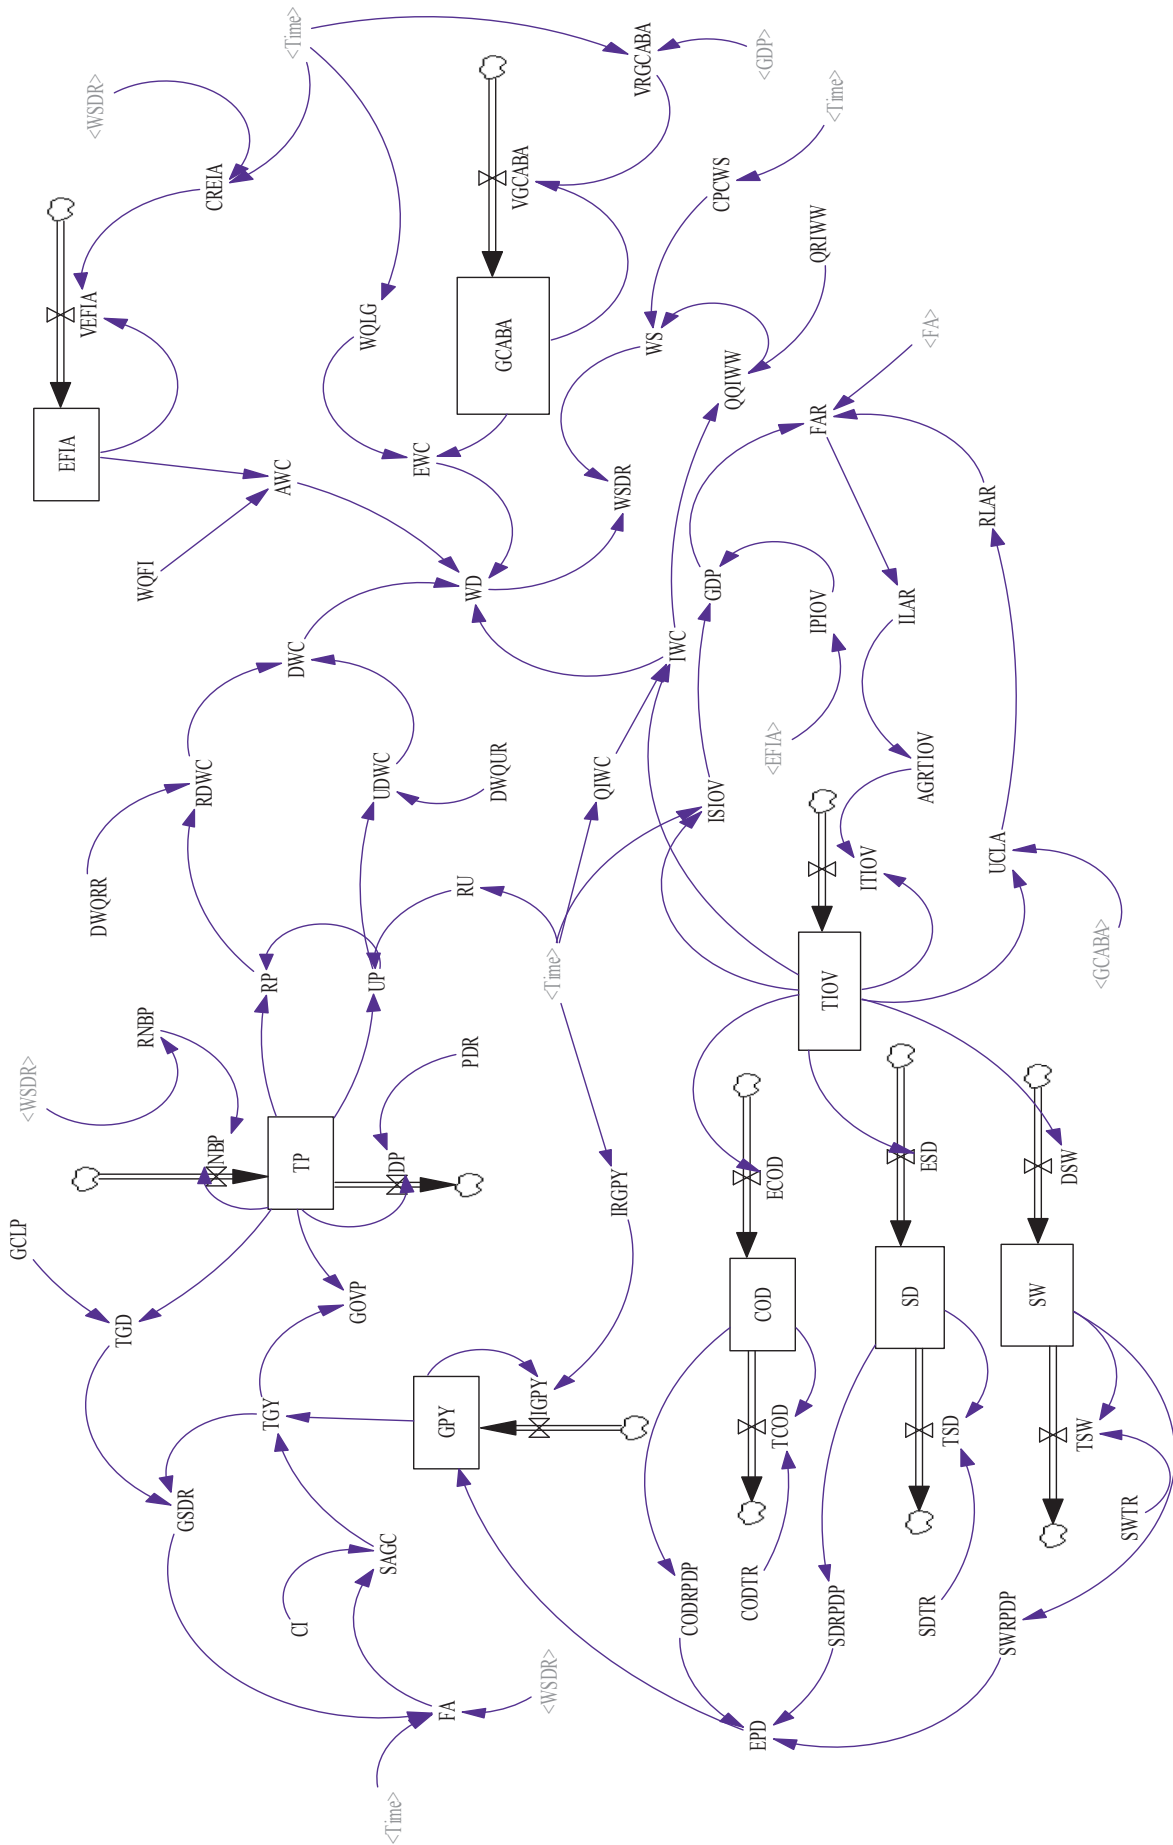 <Time>
FA
<WSDR>
CI
SAGC
GSDR
TGY
TGD
GCLP
GOVP
<WSDR>
RNBP
NBP
TP
DP
PDR
GPY
IGPY
IRGPY
RP
UP
RU
DWQRR
RDWC
UDWC
DWQUR
DWC
WQFI
AWC
EFIA
VEFIA
CREIA
<WSDR>
<Time>
WQLG
EWC
WD
GCABA
VGCABA
VRGCABA
<GDP>
WSDR
WS
CPCWS
<Time>
QQIWW
QRIWW
<Time>
QIWC
IWC
ISIOV
GDP
IPIOV
<EFIA>
FAR
<FA>
ILAR
RLAR
AGRTIOV
ITIOV
TIOV
UCLA
<GCABA>
EPD
CODRPDP
CODTR
TCOD
COD
ECOD
SDRPDP
SDTR
TSD
SD
ESD
SWRPDP
SWTR
TSW
SW
DSW